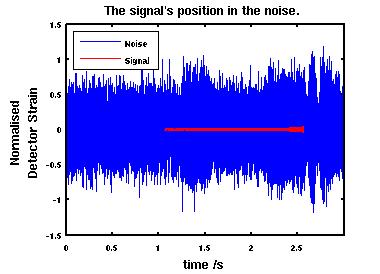 The signal's position in the noise.
Normalised
Detector Strain
1.5
1
0.5
0
-0.5
-1
-1.5
Noise
Signal
0
0.5
1
1.5
2
2.5
time /s